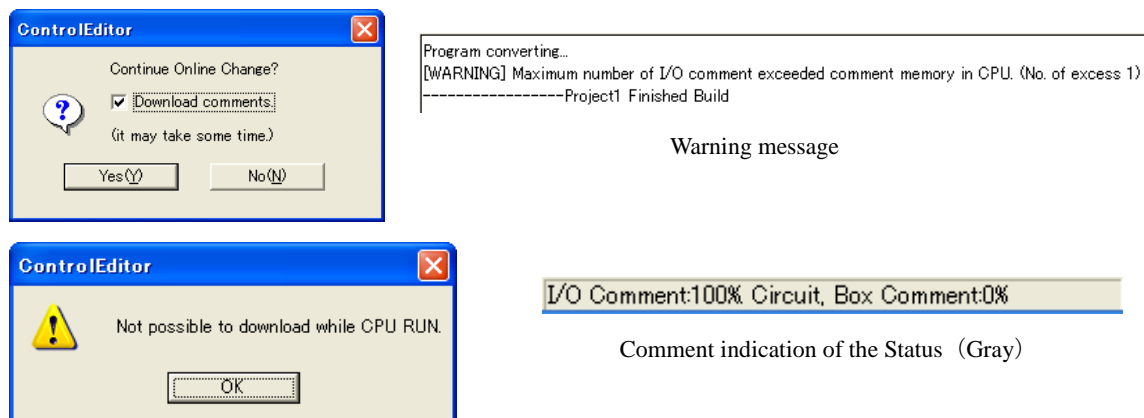 ControlEditor
Continue Online Change?
Download comments.
(it may take some time.)
Yes(Y) No(N)
Program converting...
[WARNING] Maximum number of I/O comment exceeded comment memory in CPU. (No. of excess 1)
-----------------Project1 Finished Build
Warning message
ControlEditor
Not possible to download while CPU RUN.
OK
I/O Comment:100% Circuit, Box Comment:0%
Comment indication of the Status（Gray）